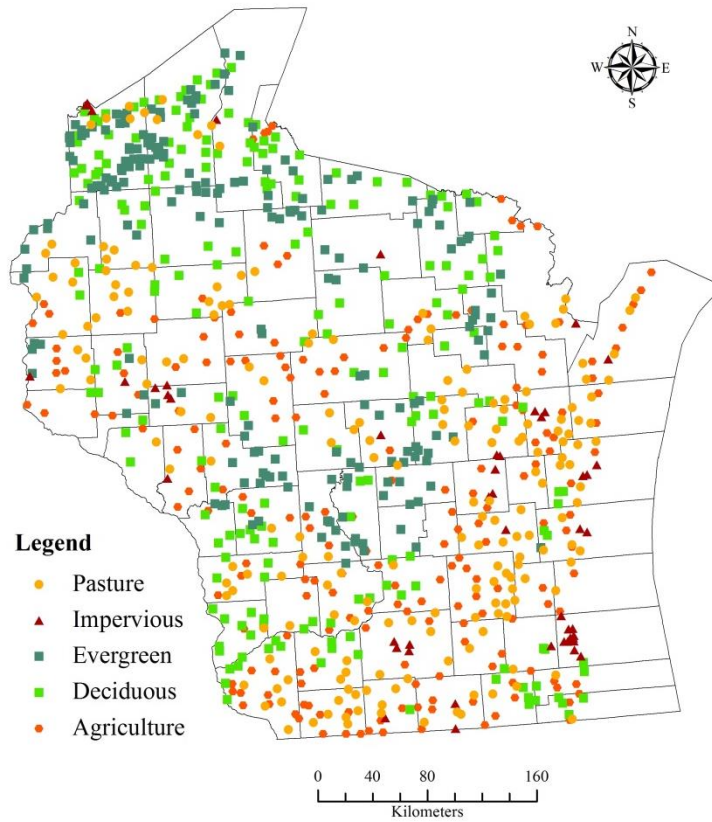 N
W E
S
Legend
Pasture
Impervious
Evergreen
Deciduous
Agriculture
0 40 80 160
Kilometers